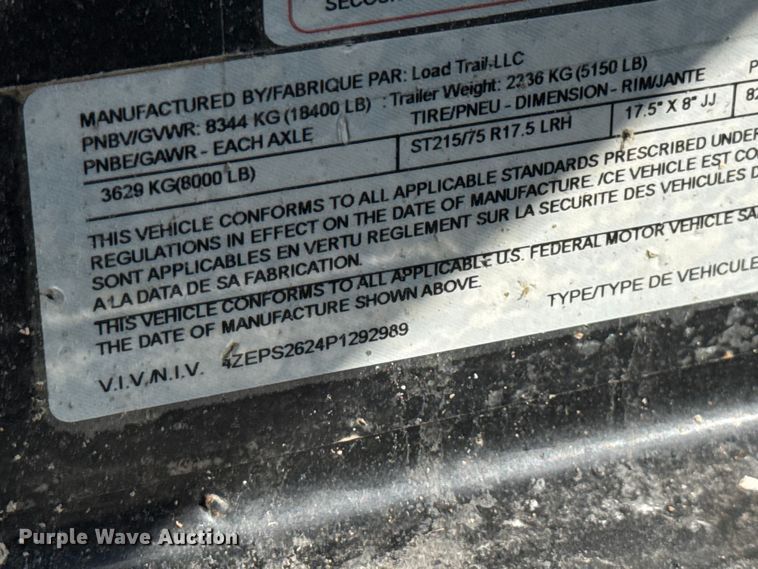 SECUR
MANUFACTURED BY/FABRIQUE PAR: Load Trail LLC
PNBV/GVWR: 8344 KG (18400 LB) : Trailer Weight: 2236 KG (5150 LB)
PNBE/GAWR - EACH AXLE TIRE/PNEU - DIMENSION - RIM/JANTE P
3629 KG(8000 LB) ST215/75 R17.5 LRH 17.5" X 8" JJ 82
THIS VEHICLE CONFORMS TO ALL APPLICABLE STANDARDS PRESCRIBED UNDER
REGULATIONS IN EFFECT ON THE DATE OF MANUFACTURE. /CE VEHICLE EST CO
SONT APPLICABLES EN VERTU REGLEMENT SUR LA SECURITE DES VEHICULES D
A LA DATA DE SA FABRICATION.
THIS VEHICLE CONFORMS TO ALL APPLICABLE U.S. FEDERAL MOTOR VEHICLE SA
THE DATE OF MANUFACTURE SHOWN ABOVE.
V.I.V./N.I.V. 4ZEPS2624P1292989 TYPE/TYPE DE VEHICULE
Purple Wave Auction